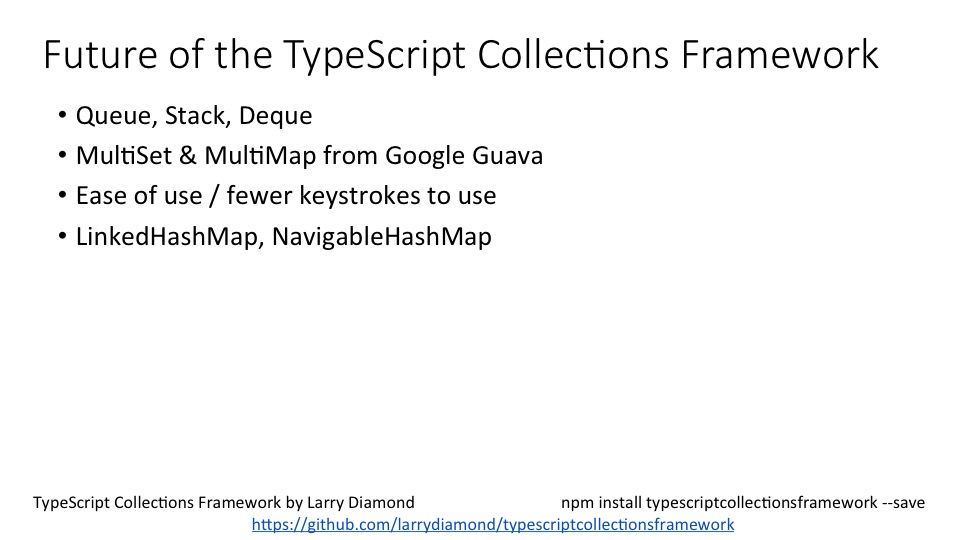 Future of the TypeScript Collections Framework
• Queue, Stack, Deque
• MultiSet & MultiMap from Google Guava
• Ease of use / fewer keystrokes to use
• LinkedHashMap, NavigableHashMap
TypeScript Collections Framework by Larry Diamond
npm install typescriptcollectionsframework --save
https://github.com/larrydiamond/typescriptcollectionsframework